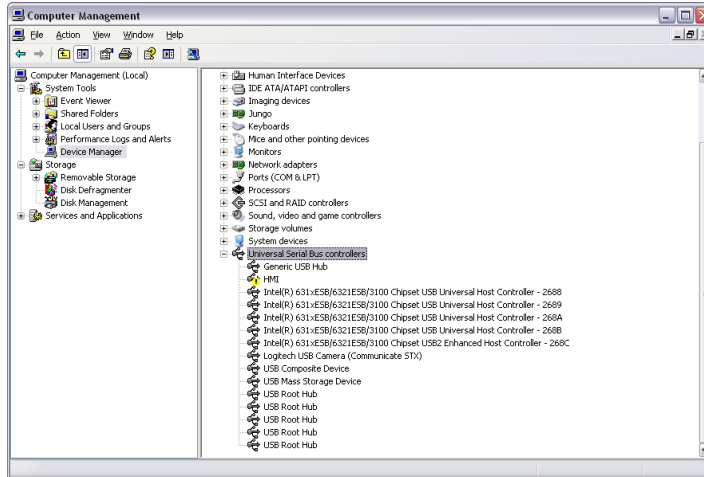 Computer Management
File Action View Window Help
Computer Management (Local)
System Tools
Event Viewer
Shared Folders
Local Users and Groups
Performance Logs and Alerts
Device Manager
Storage
Removable Storage
Disk Defragmenter
Disk Management
Services and Applications
Human Interface Devices
IDE ATA/ATAPI controllers
Imaging devices
Jungo
Keyboards
Mice and other pointing devices
Monitors
Network adapters
Ports (COM & LPT)
Processors
SCSI and RAID controllers
Sound, video and game controllers
Storage volumes
System devices
Universal Serial Bus controllers
Generic USB Hub
HMI
Intel(R) 631xESB/6321ESB/3100 Chipset USB Universal Host Controller - 2688
Intel(R) 631xESB/6321ESB/3100 Chipset USB Universal Host Controller - 2689
Intel(R) 631xESB/6321ESB/3100 Chipset USB Universal Host Controller - 268A
Intel(R) 631xESB/6321ESB/3100 Chipset USB Universal Host Controller - 268B
Intel(R) 631xESB/6321ESB/3100 Chipset USB2 Enhanced Host Controller - 268C
Logitech USB Camera (Communicate STX)
USB Composite Device
USB Mass Storage Device
USB Root Hub
USB Root Hub
USB Root Hub
USB Root Hub
USB Root Hub